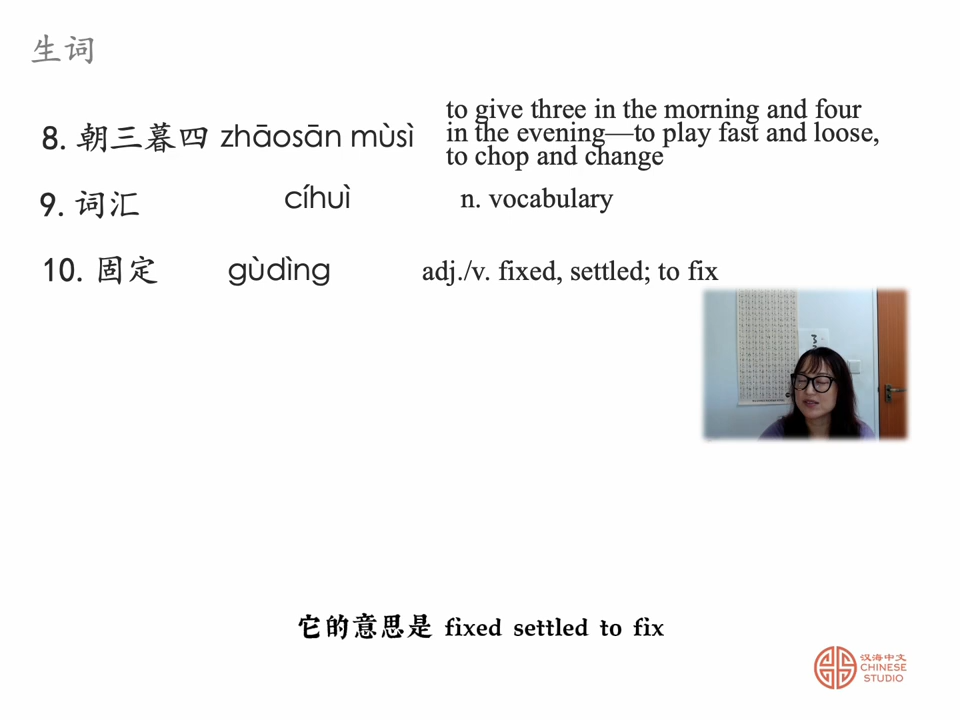 生词
8. 朝三暮四 zhāosān mùsì to give three in the morning and four
in the evening—to play fast and loose,
to chop and change
9. 词汇 cíhuì n. vocabulary
10. 固定 gùdìng adj./v. fixed, settled; to fix
它的意思是 fixed settled to fix
汉海中文
CHINESE
STUDIO